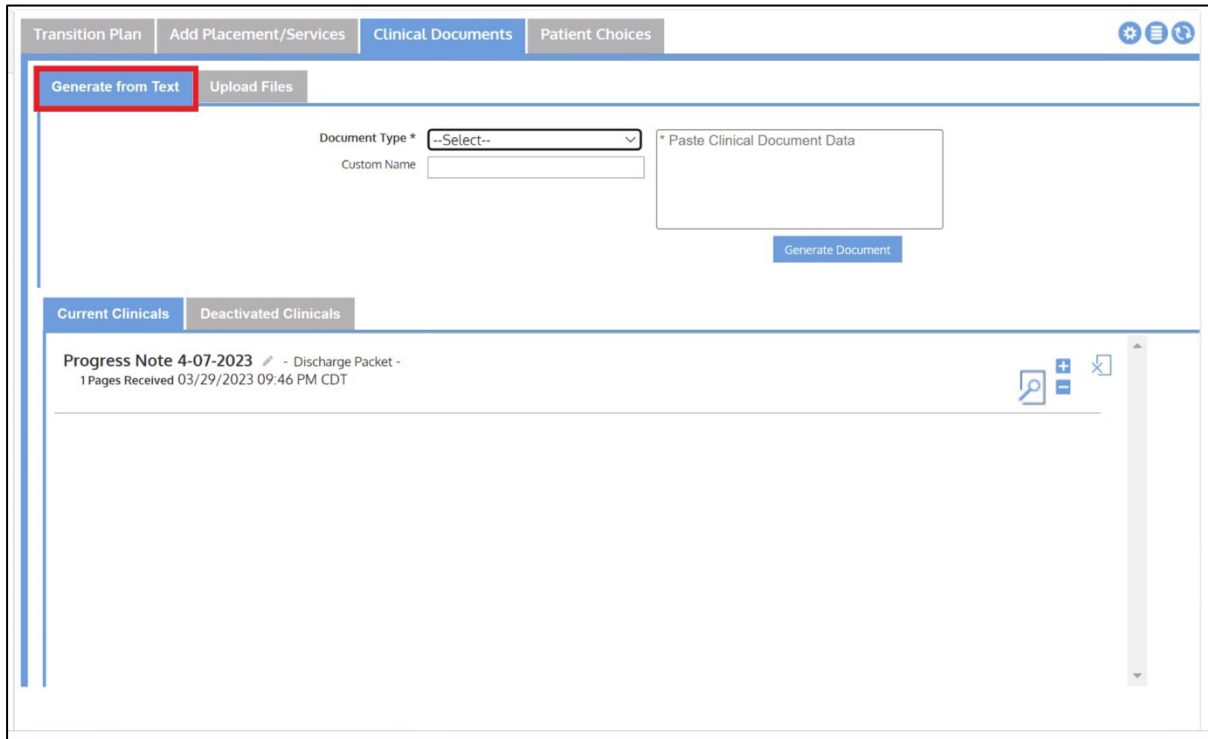 Transition Plan Add Placement/Services Clinical Documents Patient Choices
Generate from Text Upload Files
Document Type * --Select-- * Paste Clinical Document Data
Custom Name
Generate Document
Current Clinicals Deactivated Clinicals
Progress Note 4-07-2023 - Discharge Packet -
1 Pages Received 03/29/2023 09:46 PM CDT